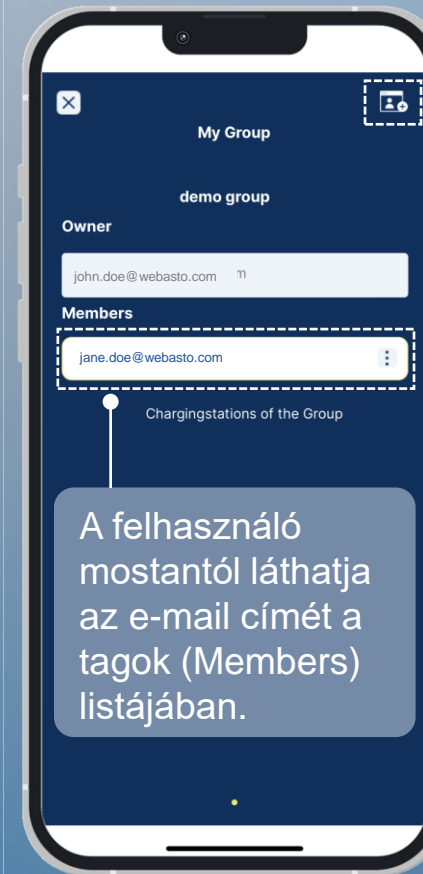 My Group
demo group
Owner
john.doe@webasto.com m
Members
jane.doe@webasto.com
Chargingstations of the Group
A felhasználó
mostantól láthatja
az e-mail címét a
tagok (Members)
listájában.